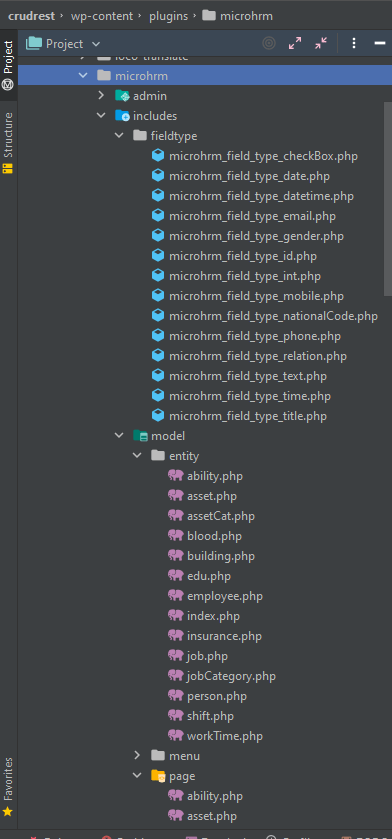 crudrest › wp-content › plugins › microhrm
Project
loco-translate
microhrm
admin
includes
fieldtype
microhrm_field_type_checkBox.php
microhrm_field_type_date.php
microhrm_field_type_datetime.php
microhrm_field_type_email.php
microhrm_field_type_gender.php
microhrm_field_type_id.php
microhrm_field_type_int.php
microhrm_field_type_mobile.php
microhrm_field_type_nationalCode.php
microhrm_field_type_phone.php
microhrm_field_type_relation.php
microhrm_field_type_text.php
microhrm_field_type_time.php
microhrm_field_type_title.php
model
entity
ability.php
asset.php
assetCat.php
blood.php
building.php
edu.php
employee.php
index.php
insurance.php
job.php
jobCategory.php
person.php
shift.php
workTime.php
menu
page
ability.php
asset.php
Project
Structure
Favorites